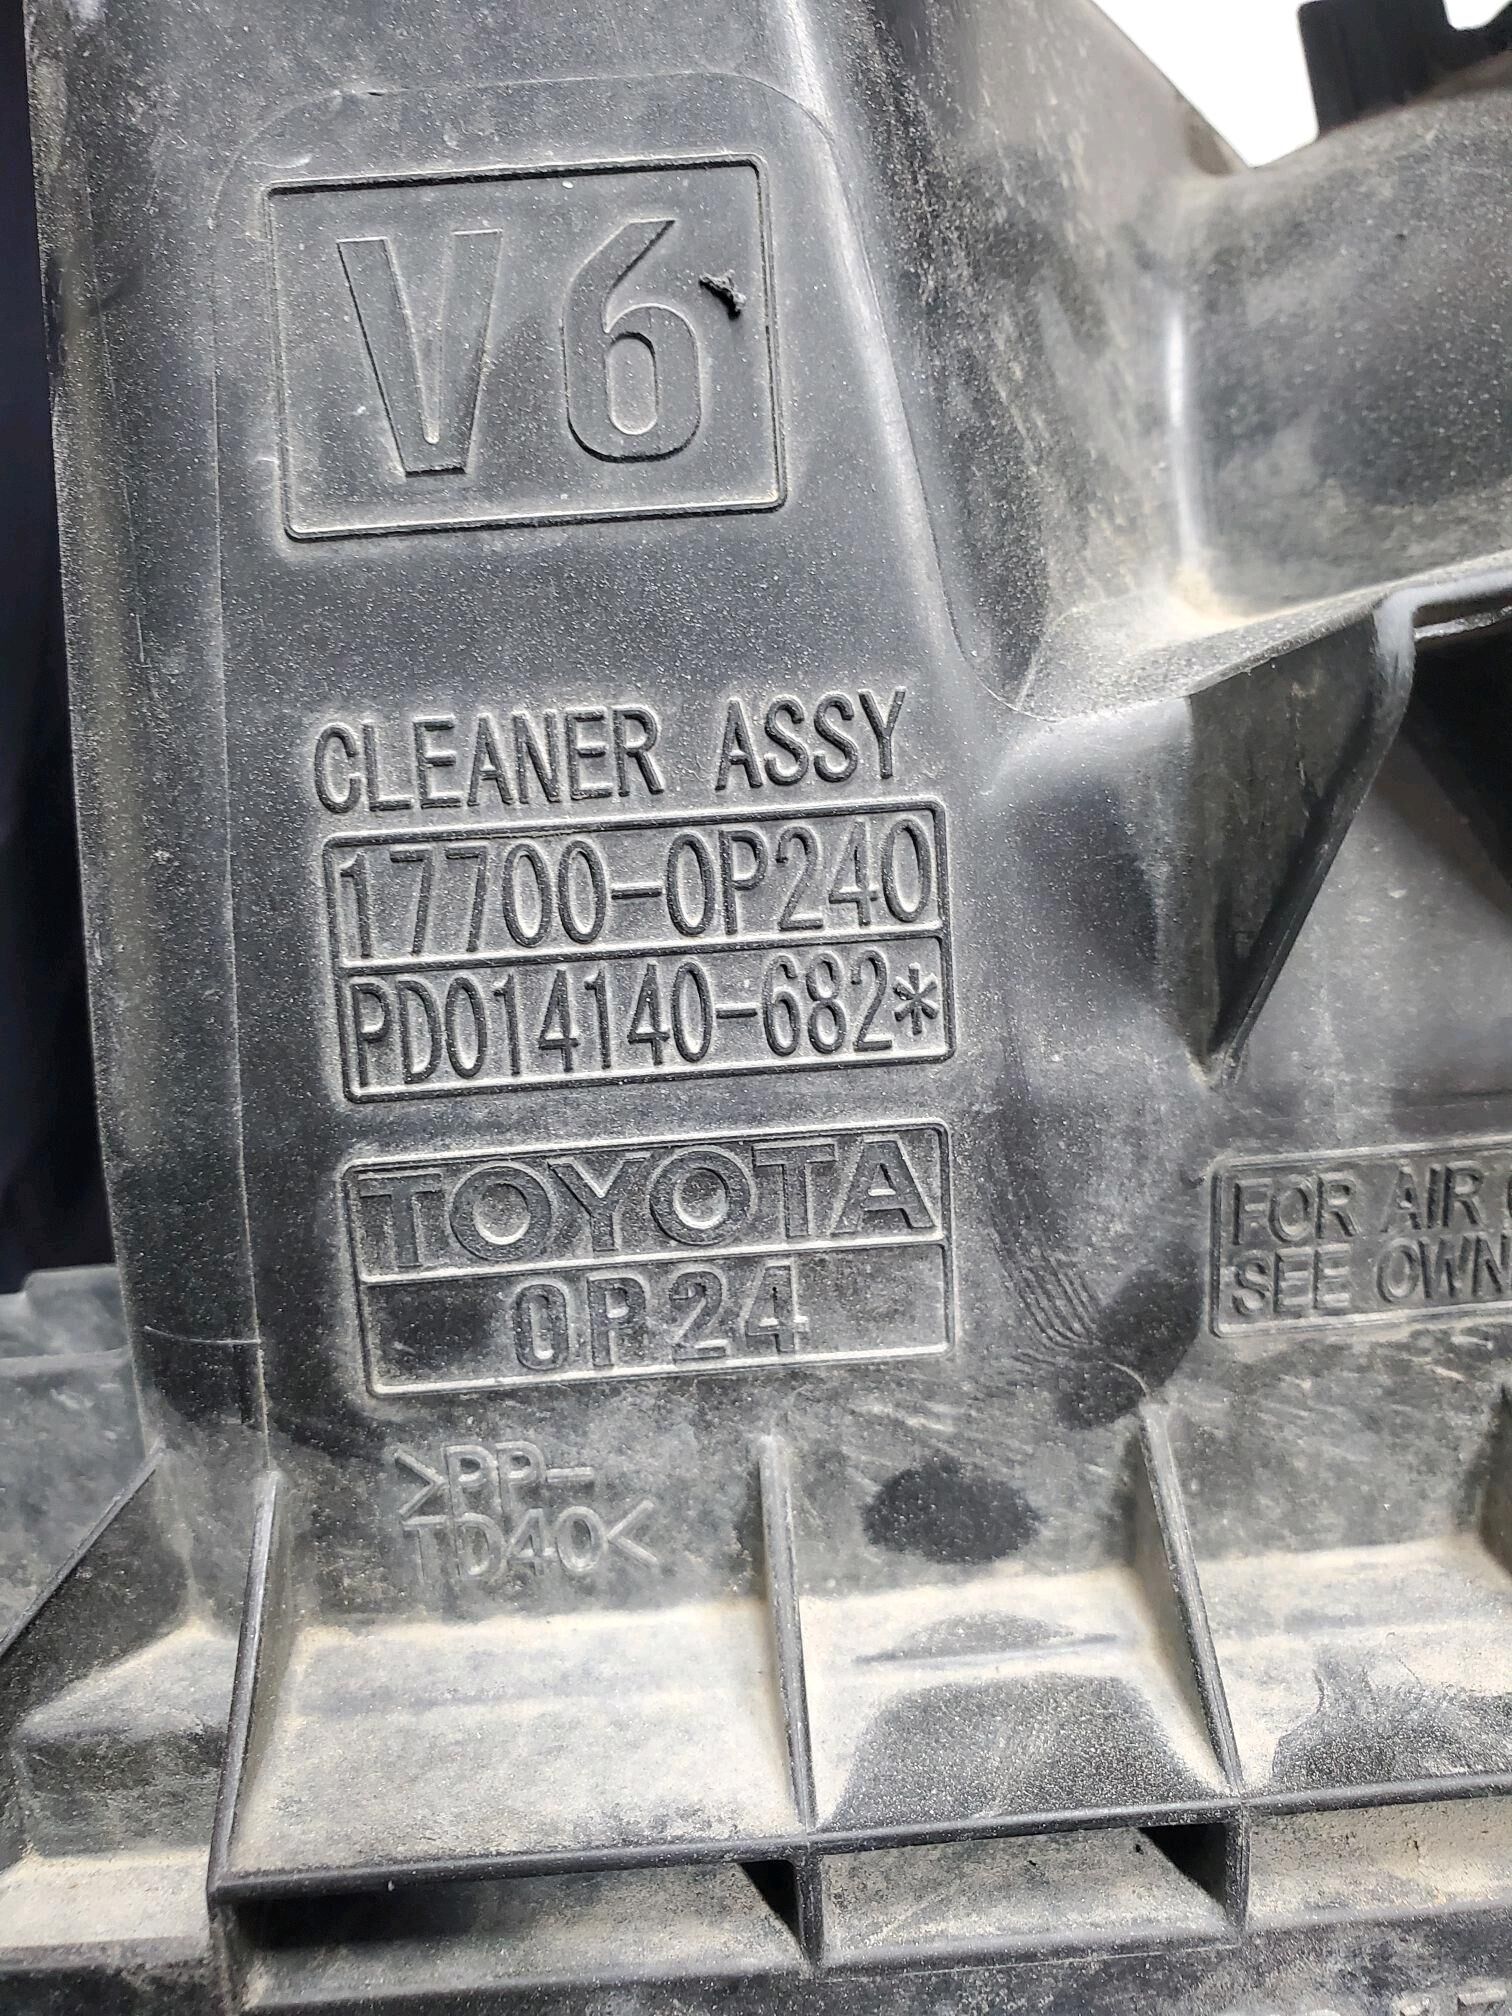 V6
CLEANER ASSY
17700-0P240
PD014140-682*
TOYOTA
0P24
>PP-
TD40<
FOR AIR
SEE OWN